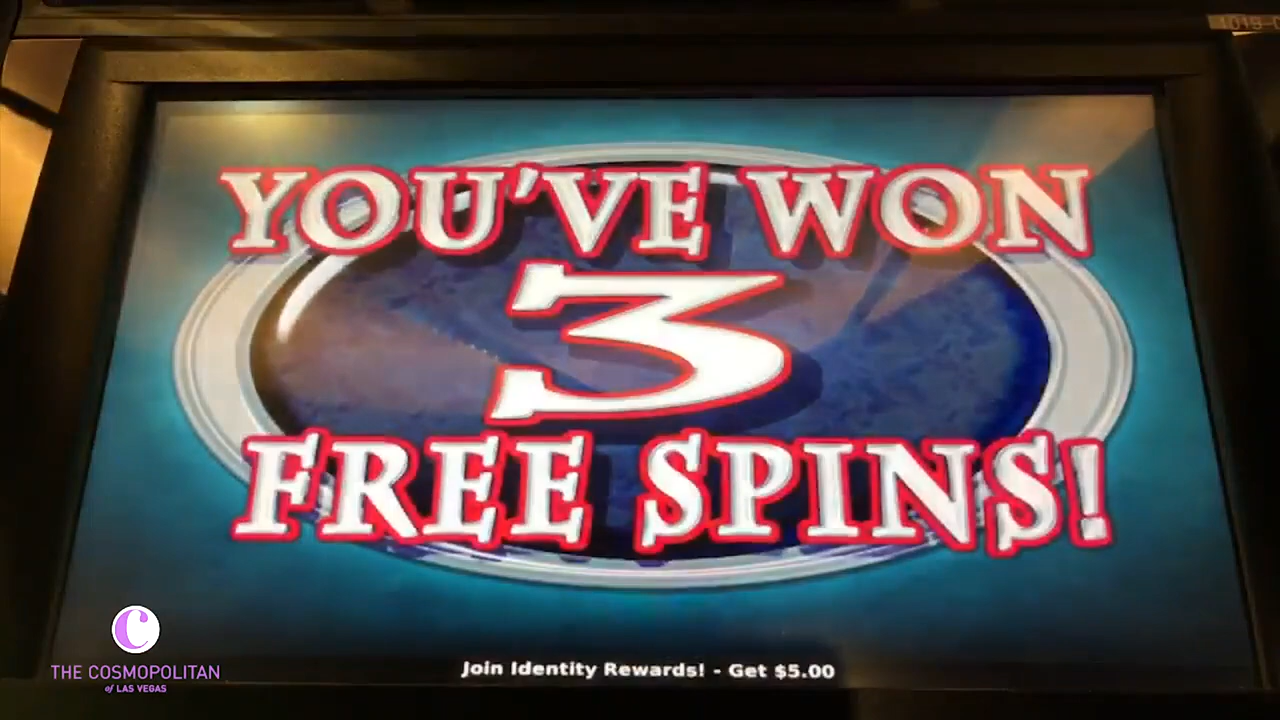 YOU'VE WON
3
FREE SPINS!
Join Identity Rewards! - Get $5.00
C
THE COSMOPOLITAN
of LAS VEGAS